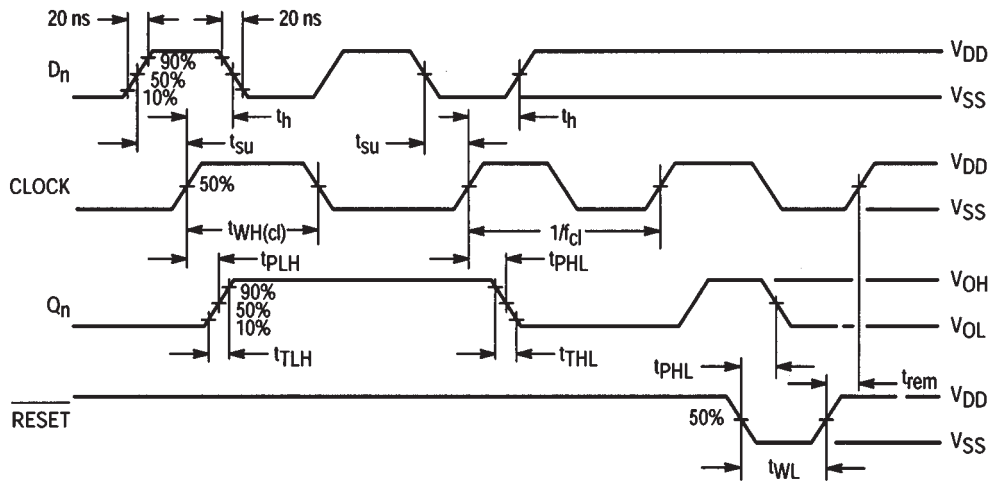 20 ns 20 ns
Dn 90% 50% 10% VDD VSS
th th
tsu tsu
CLOCK 50% VDD VSS
tWH(cl) 1/fcl
tPLH tPHL
Qn 90% 50% 10% VOH VOL
tTLH tTHL
tPHL trem
RESET 50% VDD VSS
tWL